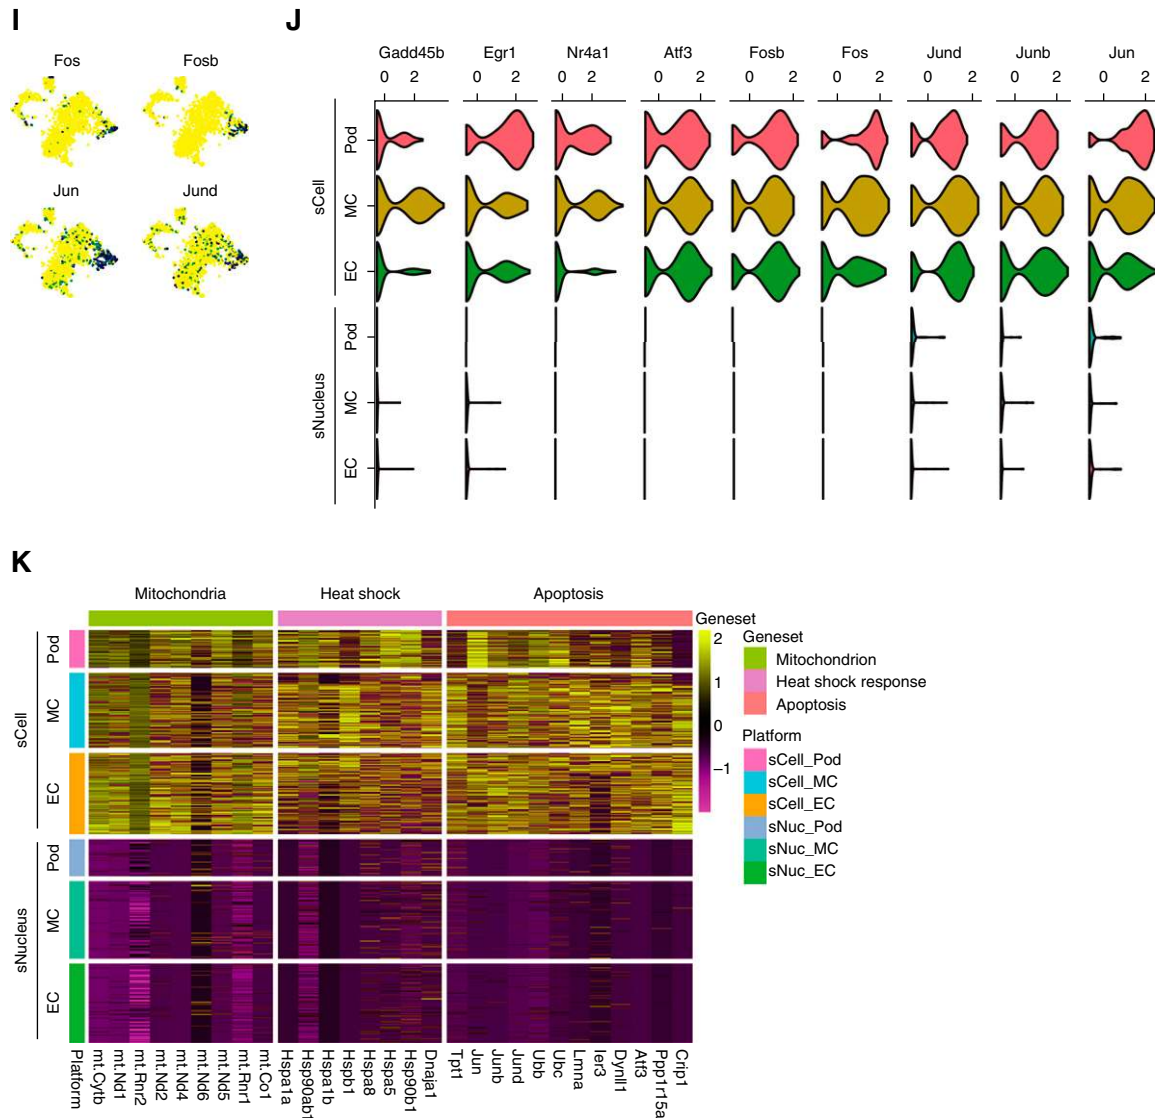 I
Fos Fosb
Jun Jund
J
Gadd45b Egr1 Nr4a1 Atf3 Fosb Fos Jund Junb Jun
0 2 0 2 0 2 0 2 0 2 0 2 0 2 0 2 0 2
sCell
Pod
MC
EC
sNucleus
Pod
MC
EC
K
Mitochondria Heat shock Apoptosis
sCell
Pod
MC
EC
sNucleus
Pod
MC
EC
Geneset
2
1
0
−1
Geneset
Mitochondrion
Heat shock response
Apoptosis
Platform
sCell_Pod
sCell_MC
sCell_EC
sNuc_Pod
sNuc_MC
sNuc_EC
Platform
mt.Cytb
mt.Nd1
mt.Rnr2
mt.Nd2
mt.Nd4
mt.Nd6
mt.Nd5
mt.Rnr1
mt.Co1
Hspa1a
Hsp90ab1
Hspa1b
Hspb1
Hspa8
Hspa5
Hsp90b1
Dnaja1
Tpt1
Jun
Junb
Jund
Ubb
Ubc
Lmna
Ier3
Dynll1
Atf3
Ppp1r15a
Crip1